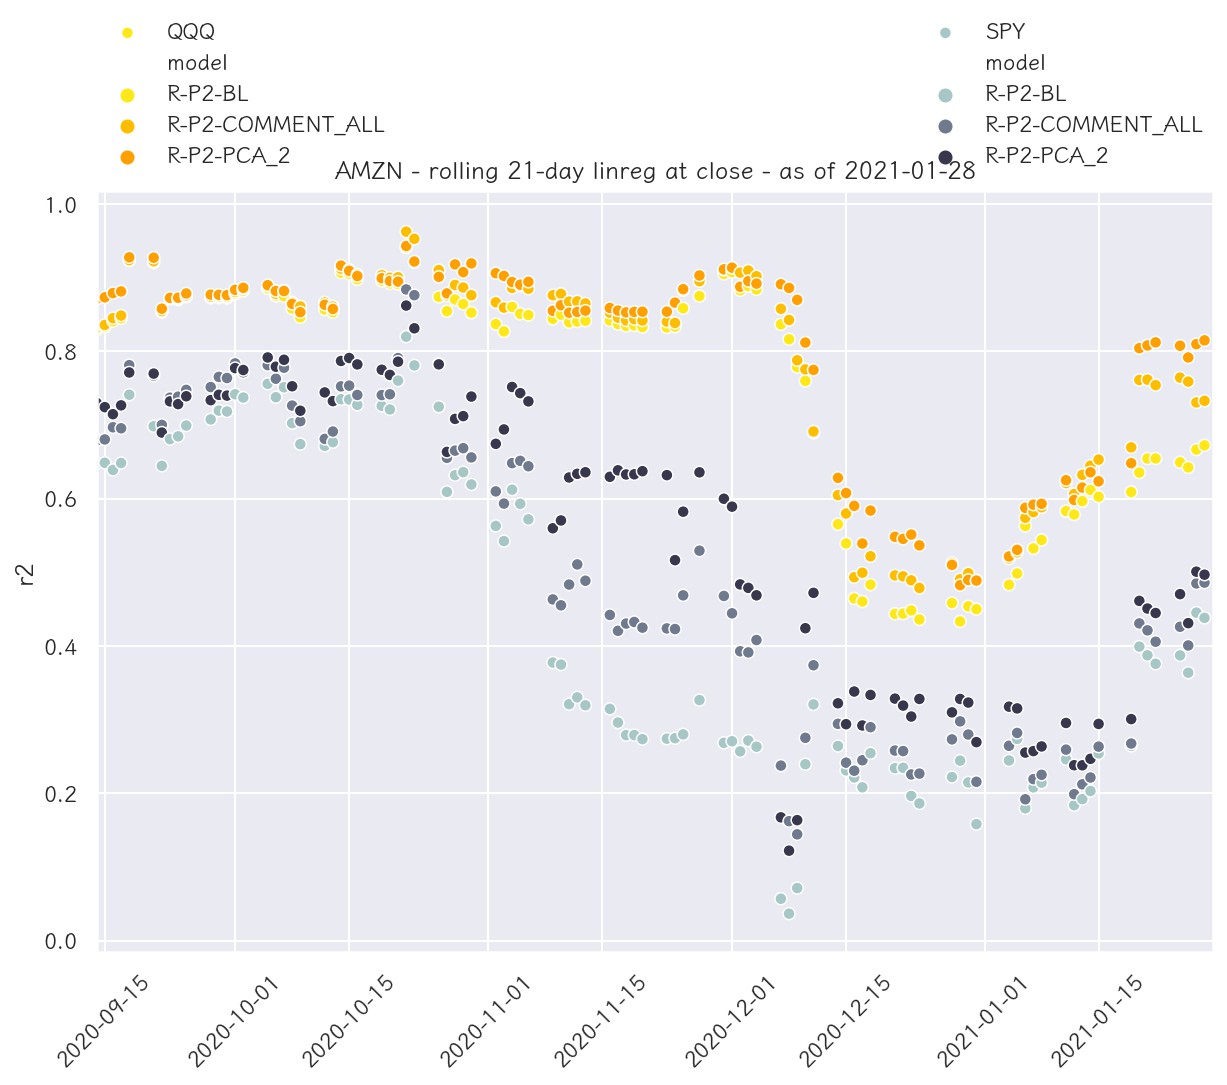 QQQ
model
R-P2-BL
R-P2-COMMENT_ALL
R-P2-PCA_2
SPY
model
R-P2-BL
R-P2-COMMENT_ALL
R-P2-PCA_2
AMZN - rolling 21-day linreg at close - as of 2021-01-28
r2
1.0
0.8
0.6
0.4
0.2
0.0
2020-09-15
2020-10-01
2020-10-15
2020-11-01
2020-11-15
2020-12-01
2020-12-15
2021-01-01
2021-01-15